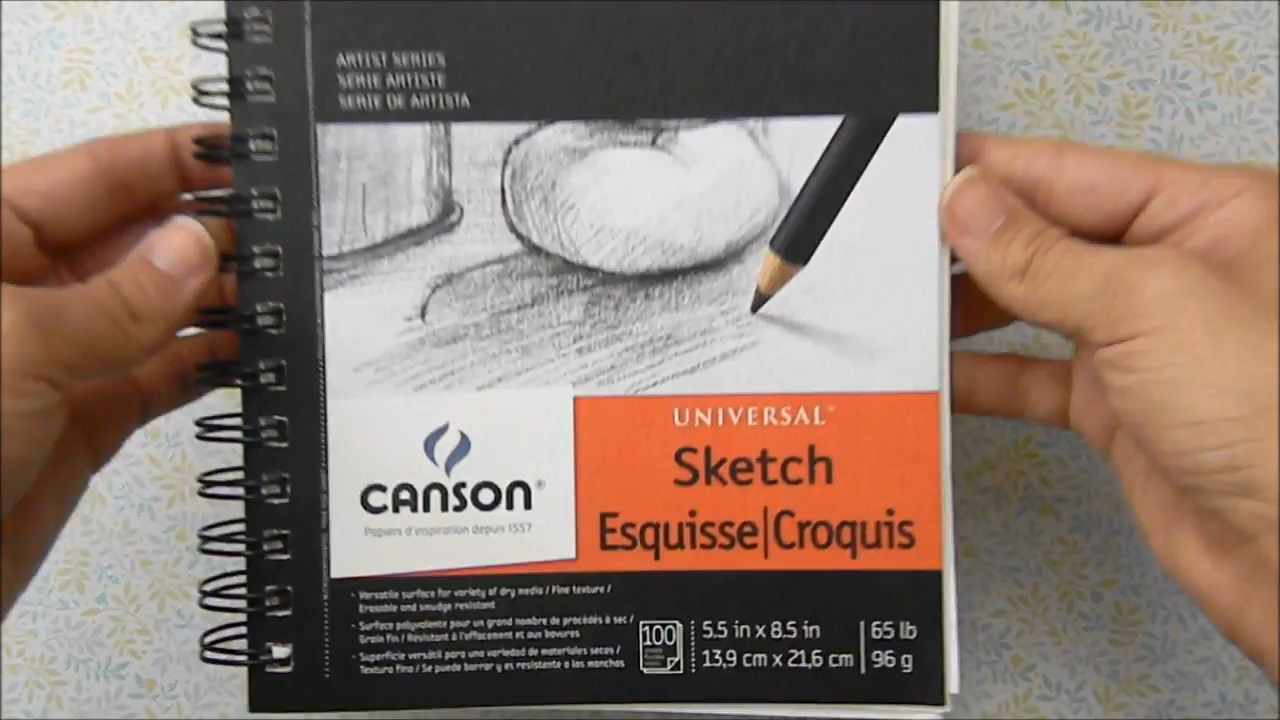 ARTIST SERIES
SÉRIE ARTISTE
SERIE DE ARTISTA
UNIVERSAL™
Sketch
Esquisse|Croquis
CANSON®
Papiers d'inspiration depuis 1557
• Versatile surface for variety of dry media / Fine texture /
Erasable and smudge resistant
• Surface polyvalente pour un grand nombre de procédés à sec /
Grain fin / Résistant à l'effacement et aux bavures
• Superficie versátil para una variedad de materiales secos /
Textura fina / Se puede borrar y es resistente a las manchas
100
5.5 in x 8.5 in
65 lb
13,9 cm x 21,6 cm
96 g